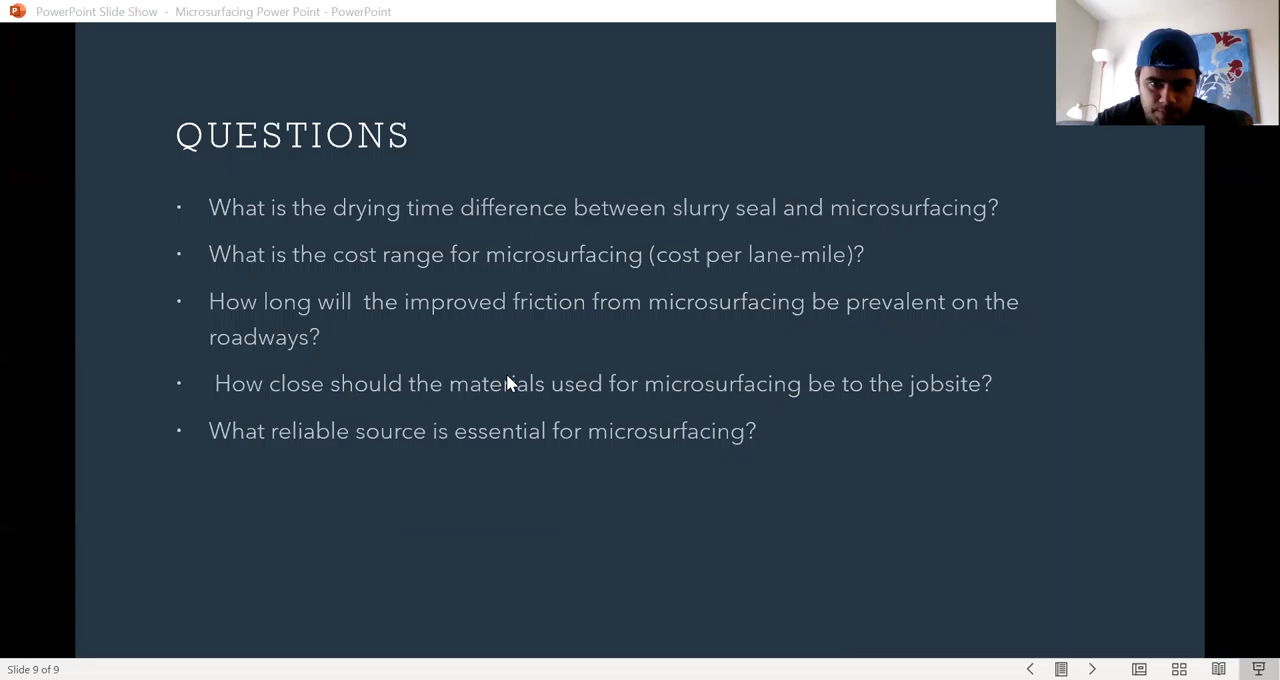 PowerPoint Slide Show - Microsurfacing Power Point - PowerPoint
QUESTIONS
• What is the drying time difference between slurry seal and microsurfacing?
• What is the cost range for microsurfacing (cost per lane-mile)?
• How long will the improved friction from microsurfacing be prevalent on the
roadways?
• How close should the materials used for microsurfacing be to the jobsite?
• What reliable source is essential for microsurfacing?
Slide 9 of 9